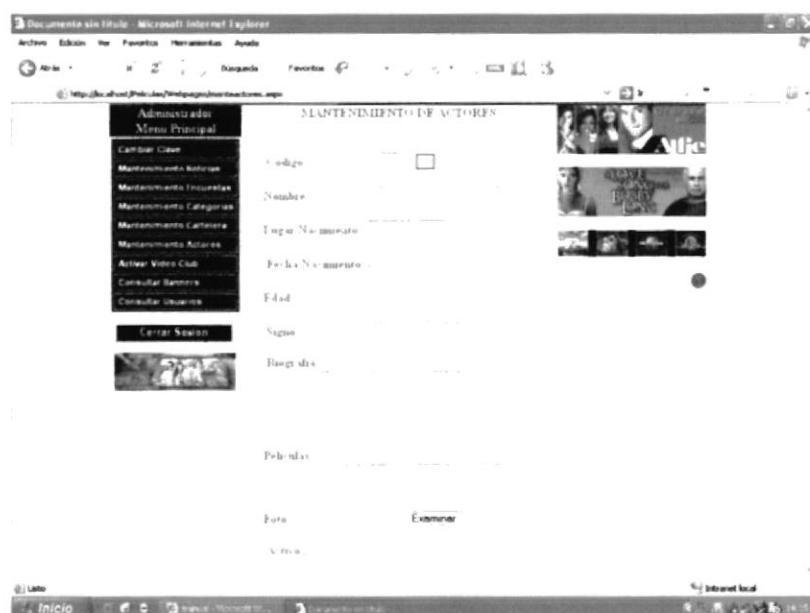 Documento sin título - Microsoft Internet Explorer
Archivo Edición Ver Favoritos Herramientas Ayuda
Atrás Búsqueda Favoritos
Ir
Administrador
Menu Principal
MANTENIMIENTO DE ACTORES
Cambiar Clave
Mantenimiento Noticias
Mantenimiento Encuestas
Mantenimiento Categorias
Mantenimiento Cartelera
Mantenimiento Actores
Activar Video Club
Consultar Banners
Consultar Usuarios
Cerrar Sesion
Codigo
Nombre
Lugar Nacimiento
Fecha Nacimiento
Edad
Signo
Biografia
Peliculas
Foto
Examinar
Alfie
Listo
Intranet local
Inicio